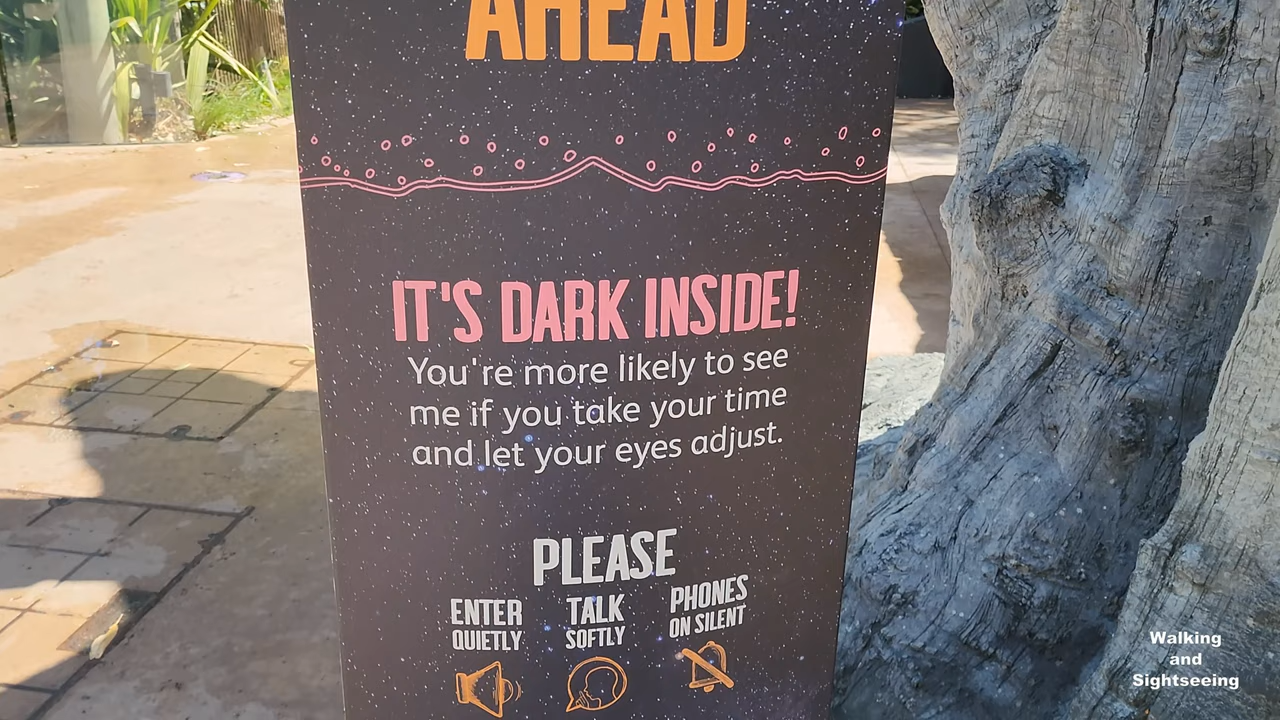 AHEAD
IT'S DARK INSIDE!
You're more likely to see
me if you take your time
and let your eyes adjust.
PLEASE
ENTER
QUIETLY
TALK
SOFTLY
PHONES
ON SILENT
Walking
and
Sightseeing